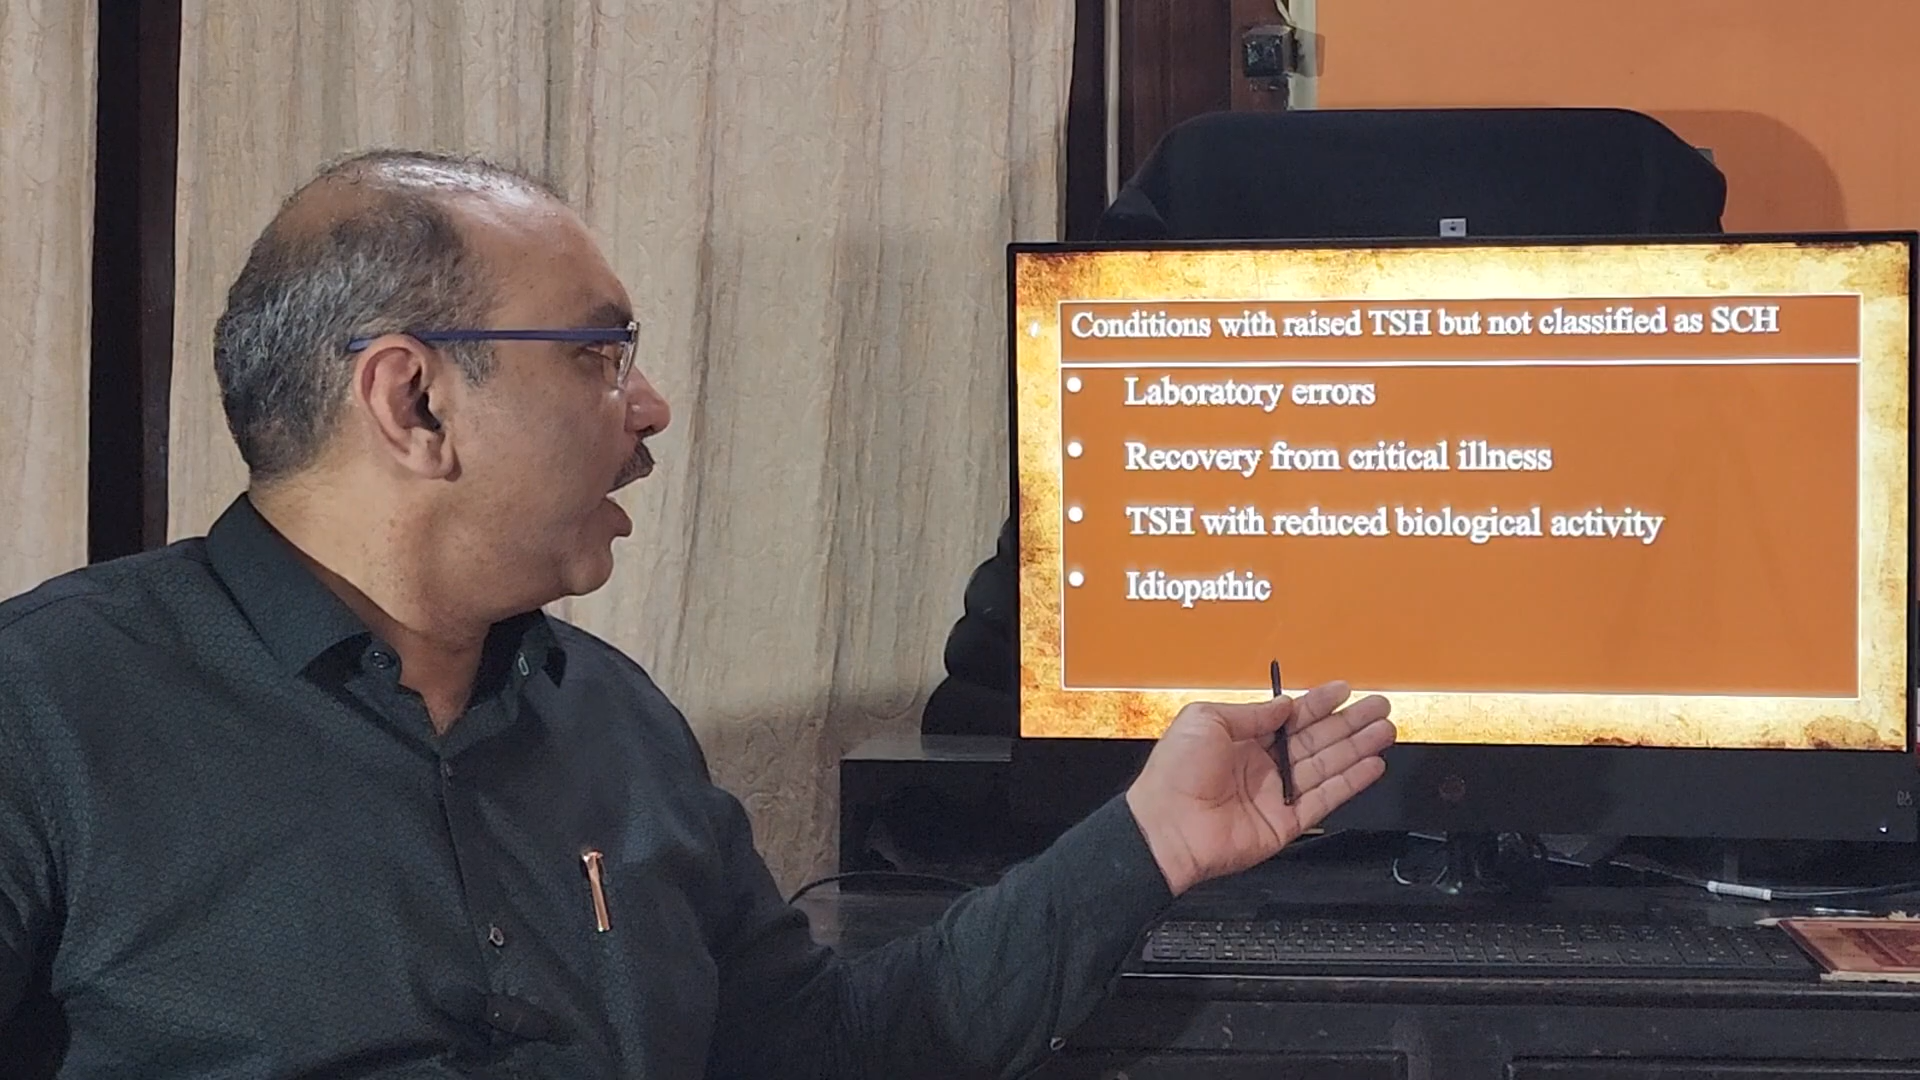 Conditions with raised TSH but not classified as SCH
• Laboratory errors
• Recovery from critical illness
• TSH with reduced biological activity
• Idiopathic